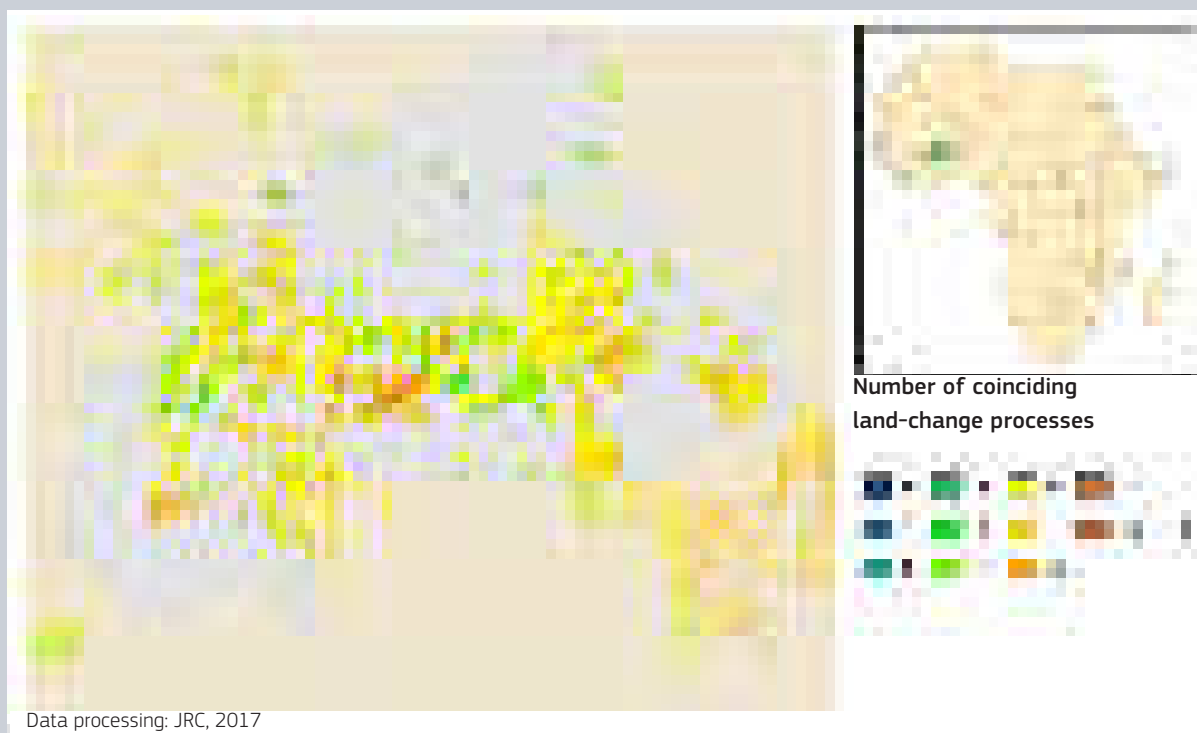 Number of coinciding
land-change processes
Data processing: JRC, 2017